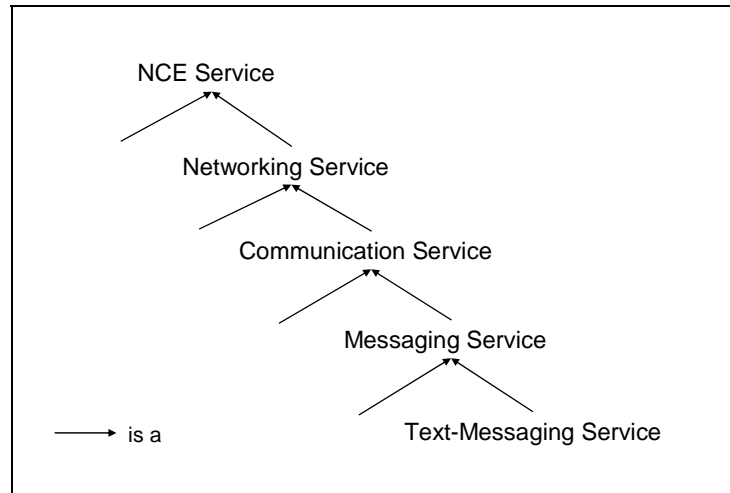 NCE Service
Networking Service
Communication Service
Messaging Service
Text-Messaging Service
is a